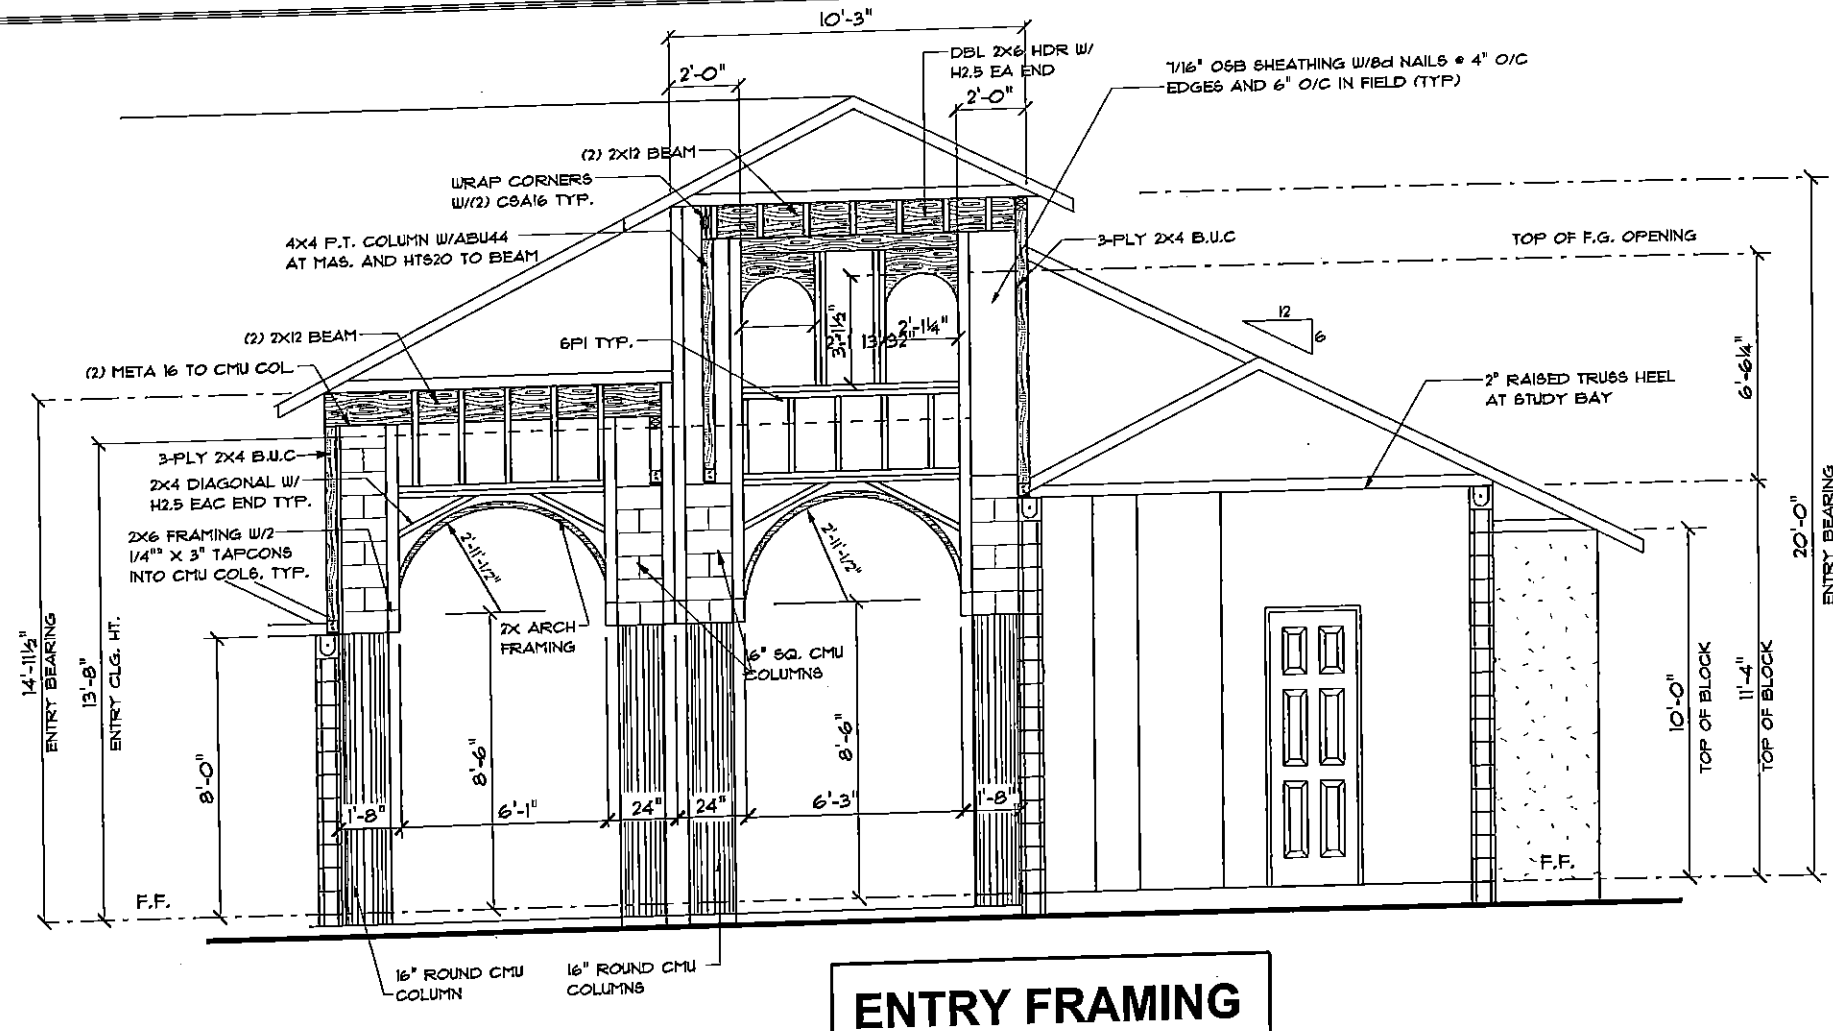 10'-3"
DBL 2X6 HDR W/
H2.5 EA END
7/16" OSB SHEATHING W/8d NAILS @ 4" O/C
EDGES AND 6" O/C IN FIELD (TYP)
2'-0"
2'-0"
(2) 2X12 BEAM
WRAP CORNERS
W/(2) CSA16 TYP.
4X4 P.T. COLUMN W/ABU44
AT MAS. AND HTS20 TO BEAM
3-PLY 2X4 B.U.C
TOP OF F.G. OPENING
12
6
(2) 2X12 BEAM
SP1 TYP.
3'-1½"
2'-1¼"
13
(2) META 16 TO CMU COL
2" RAISED TRUSS HEEL
AT STUDY BAY
6'-6¼"
3-PLY 2X4 B.U.C
2X4 DIAGONAL W/
H2.5 EAC END TYP.
2X6 FRAMING W/2
1/4"" X 3" TAPCONS
INTO CMU COLS, TYP.
2'-11-1/2"
2'-11-1/2"
20'-0"
ENTRY BEARING
14'-11½"
ENTRY BEARING
13'-8"
ENTRY CLG. HT.
2X ARCH
FRAMING
16" SQ. CMU
COLUMNS
8'-0"
8'-6"
8'-6"
10'-0"
TOP OF BLOCK
11'-4"
TOP OF BLOCK
1'-8"
6'-1"
24"
24"
6'-3"
1'-8"
F.F.
F.F.
16" ROUND CMU
COLUMN
16" ROUND CMU
COLUMNS
ENTRY FRAMING